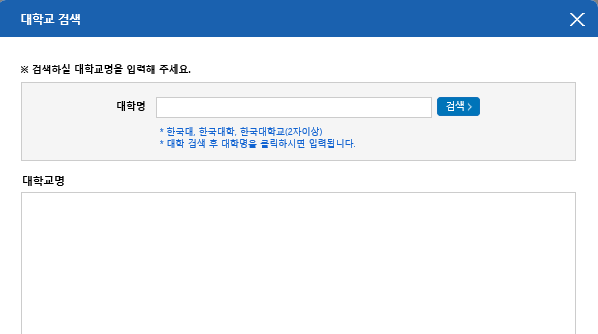 대학교 검색
※ 검색하실 대학교명을 입력해 주세요.
대학명
검색 >
* 한국대, 한국대학, 한국대학교(2자이상)
* 대학 검색 후 대학명을 클릭하시면 입력됩니다.
대학교명